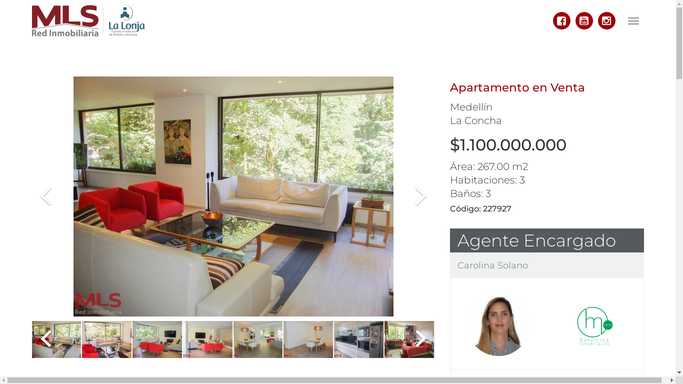 MLS
Red Inmobiliaria
La Lonja
Apartamento en Venta
Medellín
La Concha
$1.100.000.000
Área: 267.00 m2
Habitaciones: 3
Baños: 3
Código: 227927
Agente Encargado
Carolina Solano
MLS
Red Inmobiliaria
hm